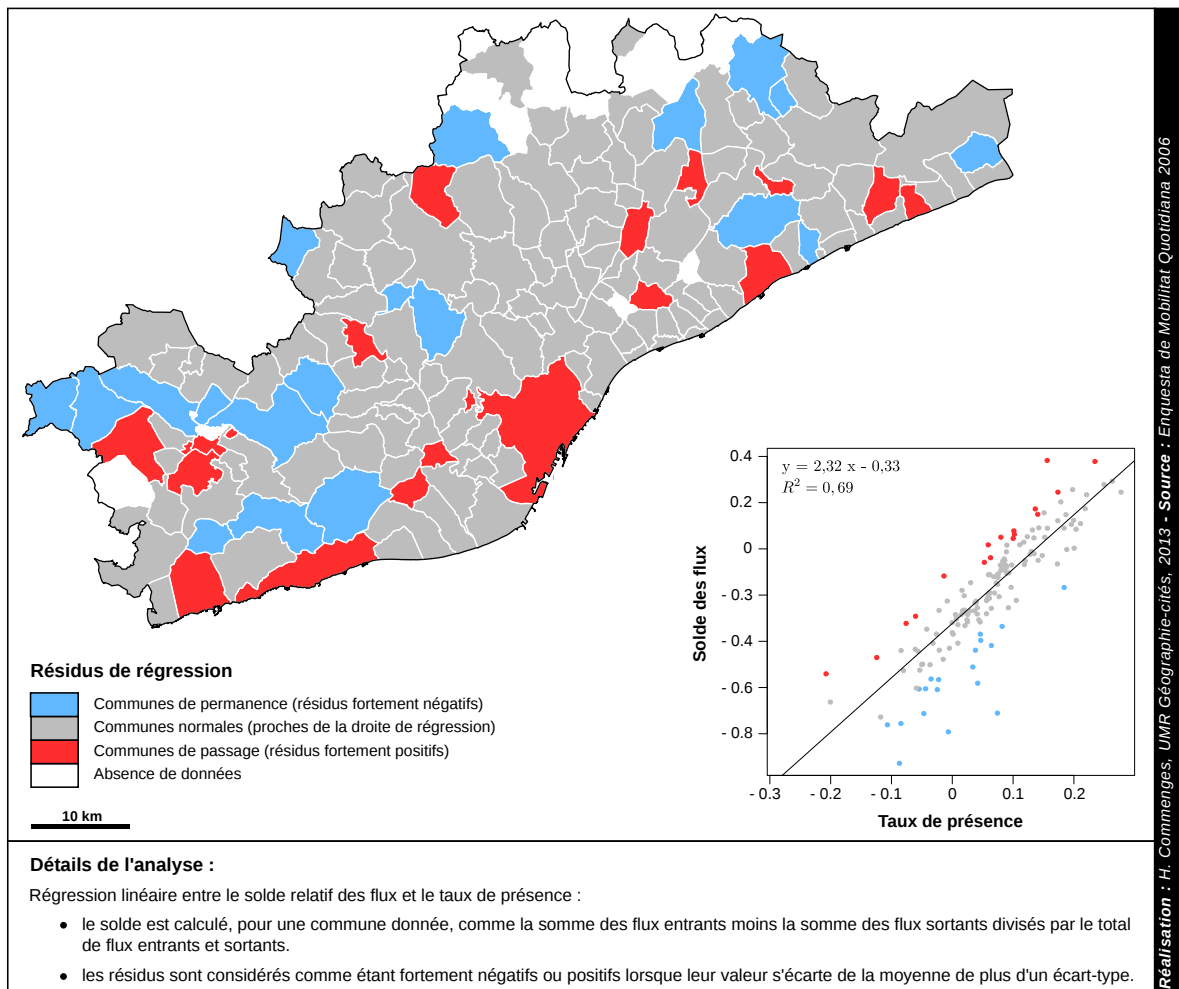 Résidus de régression
Communes de permanence (résidus fortement négatifs)
Communes normales (proches de la droite de régression)
Communes de passage (résidus fortement positifs)
Absence de données
10 km
y = 2,32 x - 0,33
R² = 0,69
0.4
0.2
0
- 0.3
- 0.4
- 0.6
- 0.8
Solde des flux
- 0.3
- 0.2
- 0.1
0
0.1
0.2
Taux de présence
Détails de l'analyse :
Régression linéaire entre le solde relatif des flux et le taux de présence :
● le solde est calculé, pour une commune donnée, comme la somme des flux entrants moins la somme des flux sortants divisés par le total
de flux entrants et sortants.
● les résidus sont considérés comme étant fortement négatifs ou positifs lorsque leur valeur s'écarte de la moyenne de plus d'un écart-type.
Réalisation : H. Commenges, UMR Géographie-cités, 2013 - Source : Enquesta de Mobilitat Quotidiana 2006